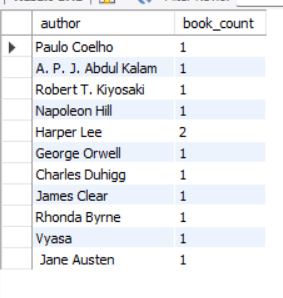 author book_count
Paulo Coelho 1
A. P. J. Abdul Kalam 1
Robert T. Kiyosaki 1
Napoleon Hill 1
Harper Lee 2
George Orwell 1
Charles Duhigg 1
James Clear 1
Rhonda Byrne 1
Vyasa 1
Jane Austen 1